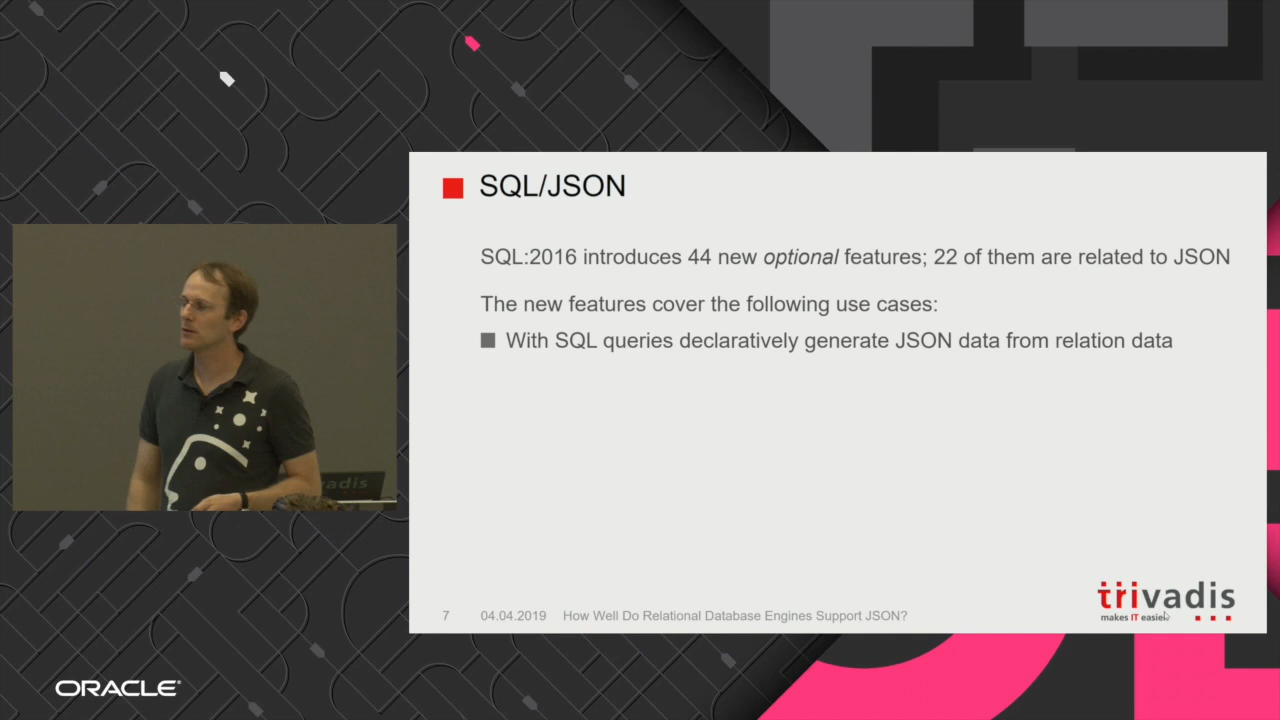 SQL/JSON
SQL:2016 introduces 44 new optional features; 22 of them are related to JSON
The new features cover the following use cases:
With SQL queries declaratively generate JSON data from relation data
trivadis
makes IT easier.
7 04.04.2019 How Well Do Relational Database Engines Support JSON?
ORACLE